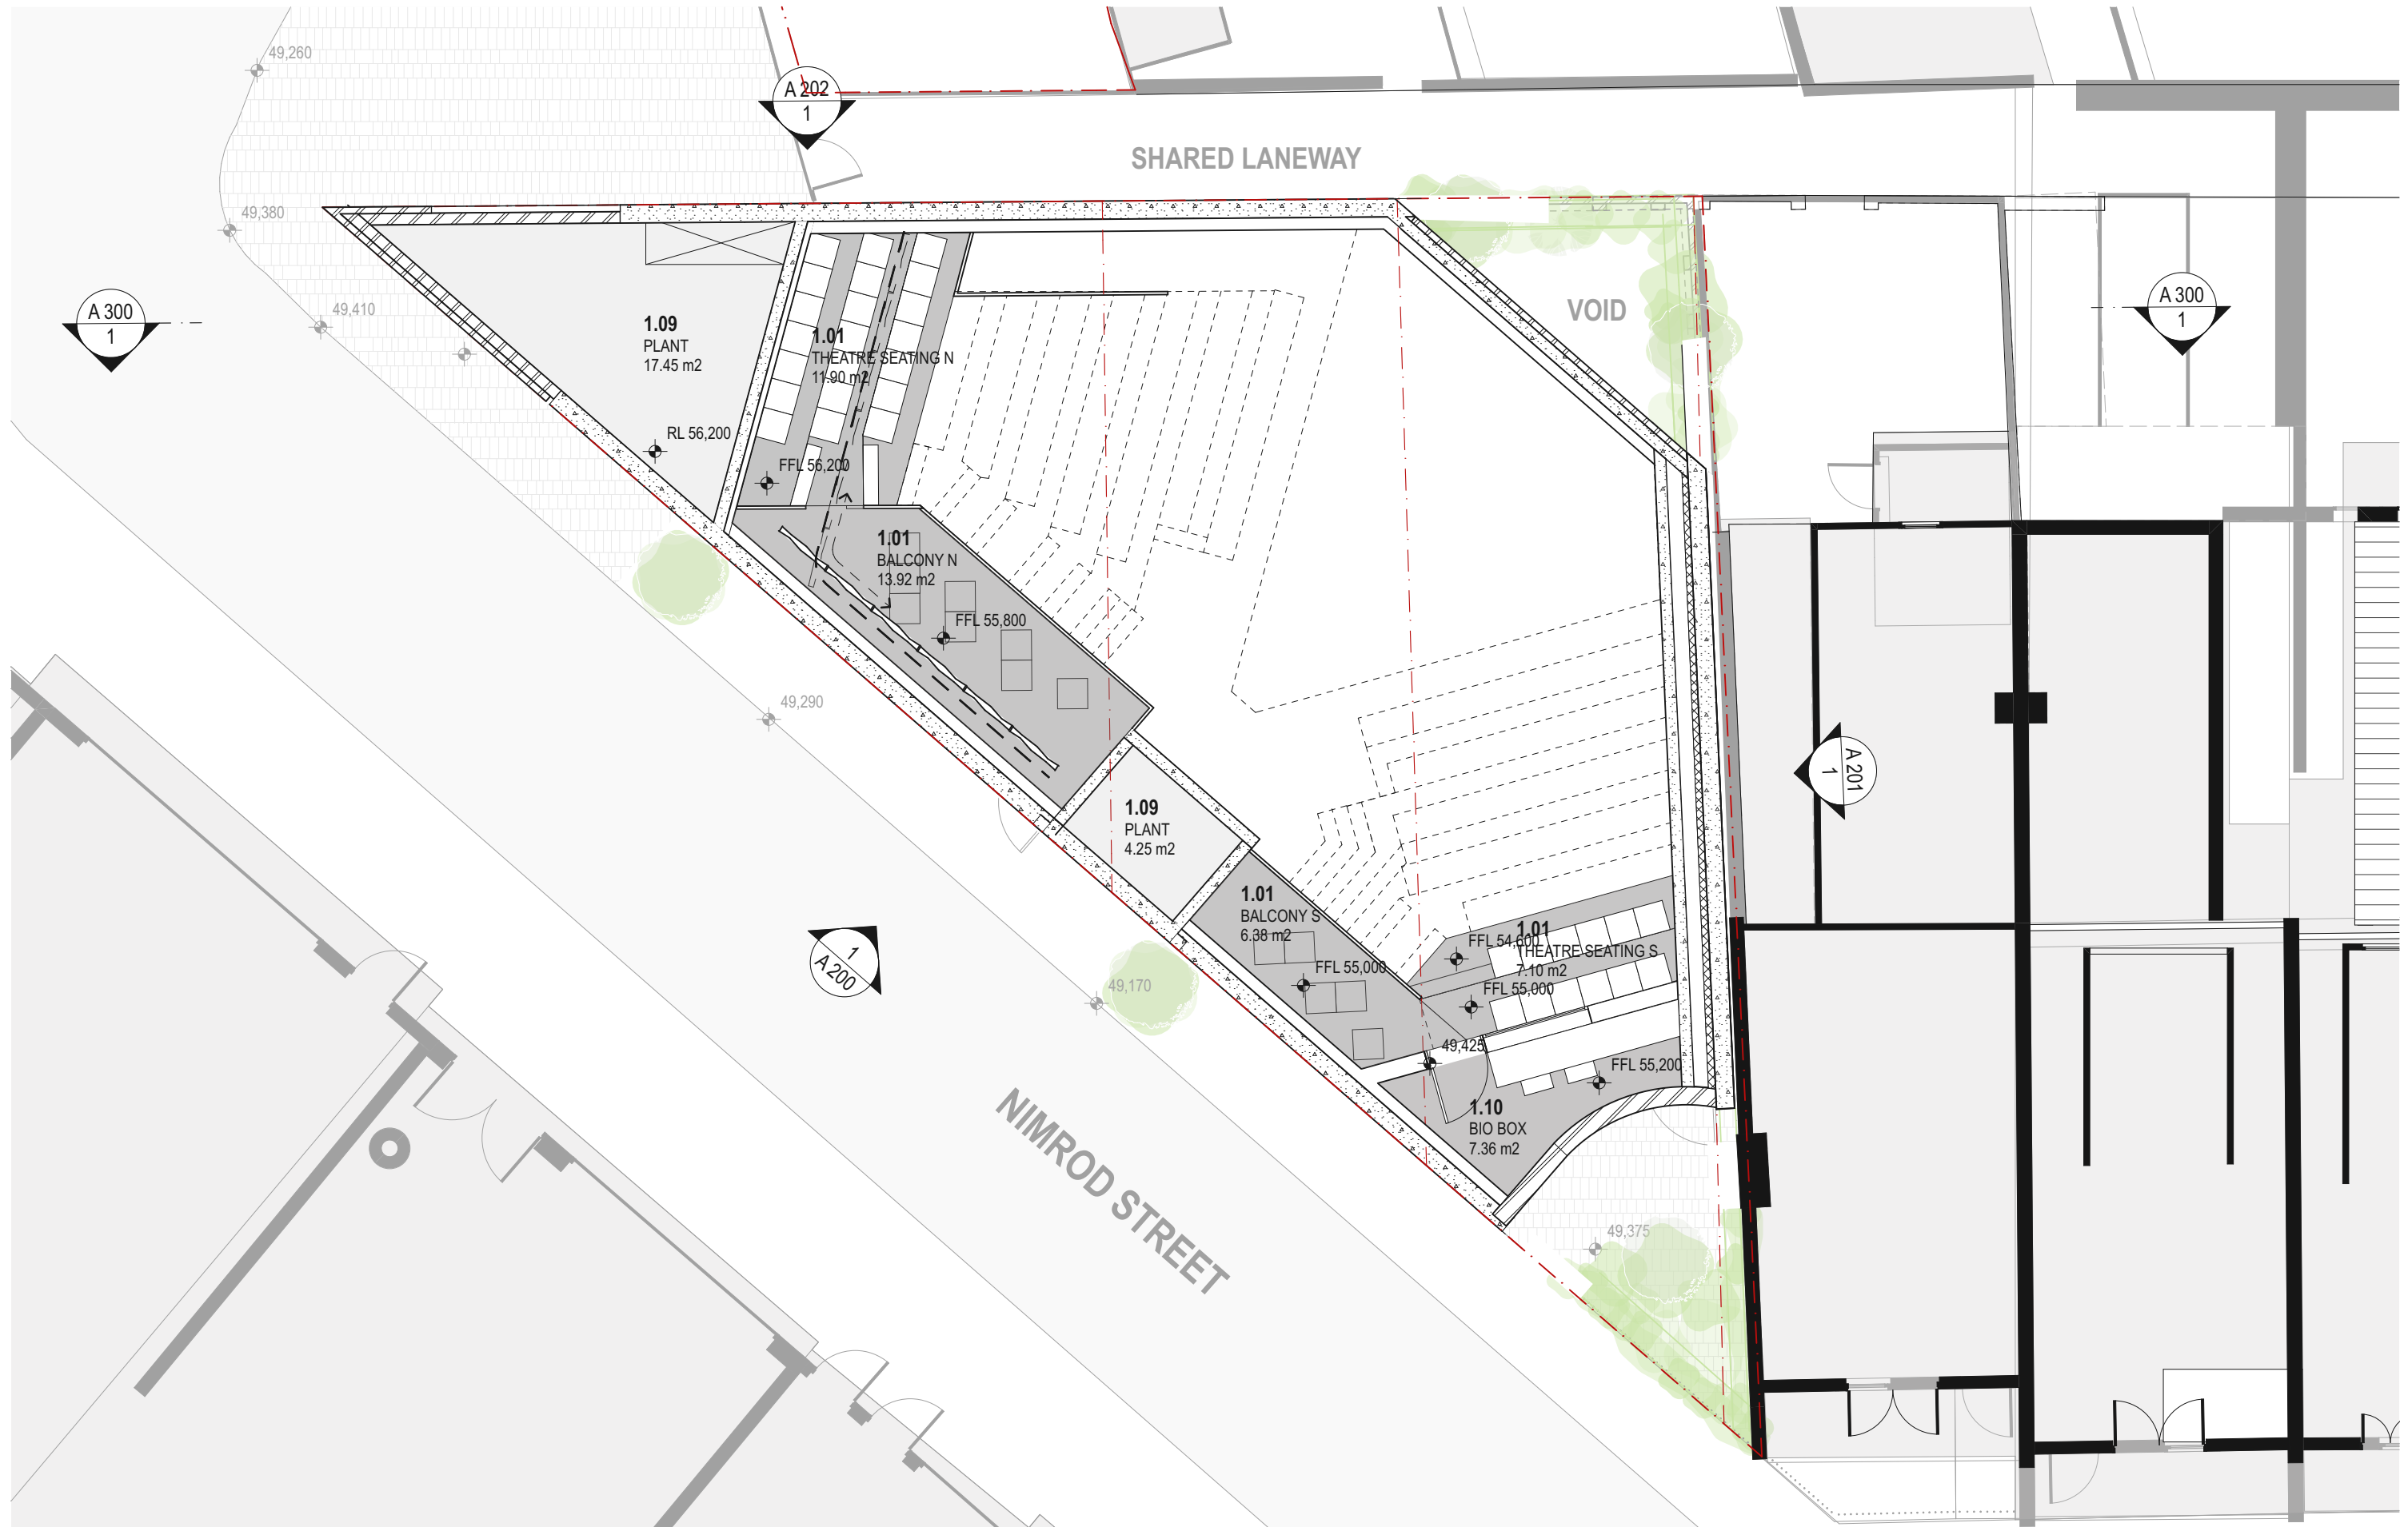 49,260
A 202
1
SHARED LANEWAY
49,380
A 300
1
49,410
VOID
A 300
1
1.09
PLANT
17.45 m2
1.01
THEATRE SEATING N
11.90 m2
RL 56,200
FFL 56,200
1.01
BALCONY N
13.92 m2
FFL 55,800
49,290
A 201
1
1.09
PLANT
4.25 m2
1.01
BALCONY S
6.38 m2
FFL 54,600
1.01
THEATRE SEATING S
7.10 m2
1
A 200
FFL 55,000
49,170
FFL 55,000
49,425
FFL 55,200
1.10
BIO BOX
7.36 m2
NIMROD STREET
49,375